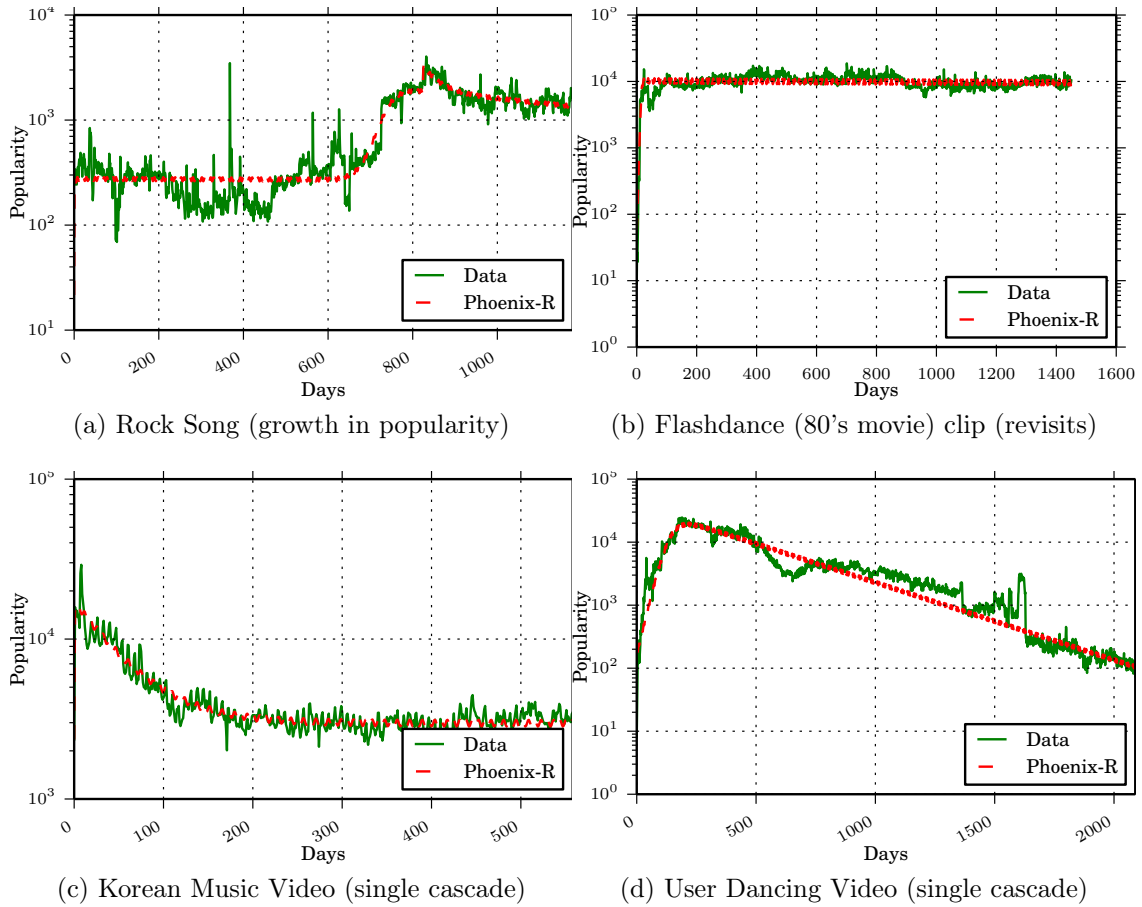 10^4
10^3
10^2
10^1
Popularity
0
200
400
600
800
1000
Days
Data
Phoenix-R
(a) Rock Song (growth in popularity)
10^5
10^4
10^3
10^2
10^1
10^0
Popularity
0 200 400 600 800 1000 1200 1400 1600
Days
Data
Phoenix-R
(b) Flashdance (80's movie) clip (revisits)
10^5
10^4
10^3
Popularity
0
100
200
300
400
500
Days
Data
Phoenix-R
(c) Korean Music Video (single cascade)
10^5
10^4
10^3
10^2
10^1
10^0
Popularity
0
500
1000
1500
2000
Days
Data
Phoenix-R
(d) User Dancing Video (single cascade)